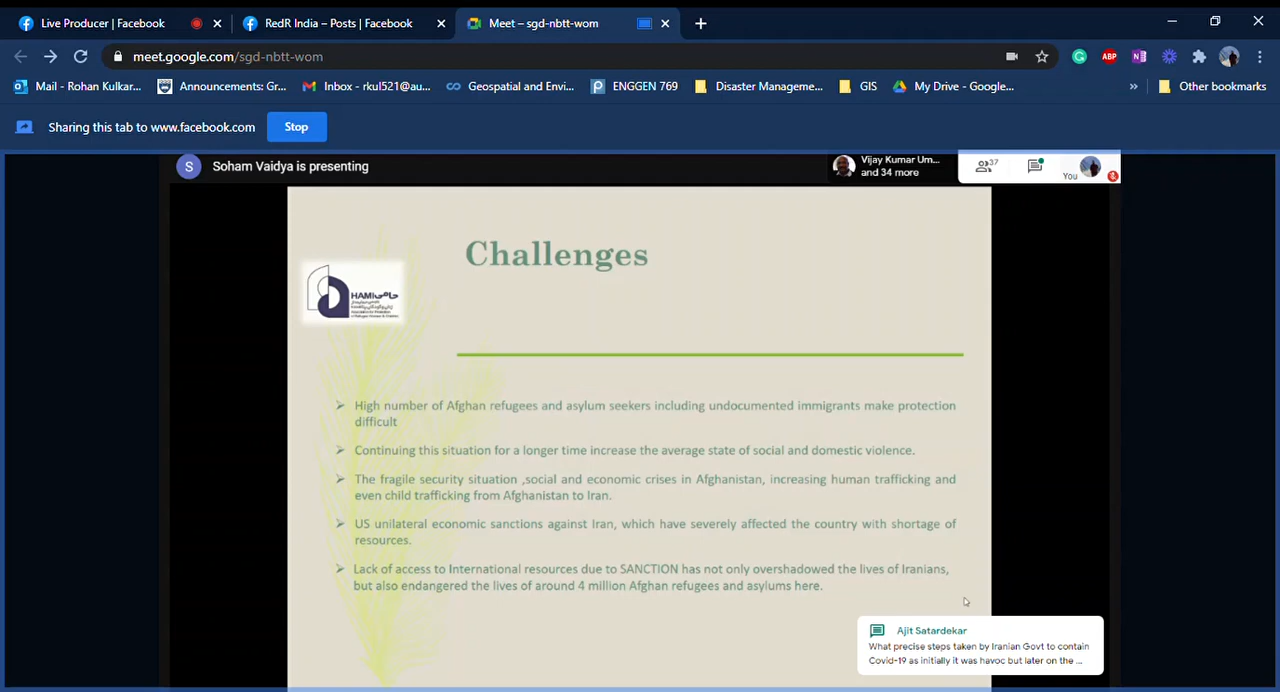 Live Producer | Facebook
RedR India – Posts | Facebook
Meet – sgd-nbtt-wom
meet.google.com/sgd-nbtt-wom
G
ABP
N
Mail - Rohan Kulkar...
Announcements: Gr...
Inbox - rkul521@au...
Geospatial and Envi...
ENGGEN 769
Disaster Manageme...
GIS
My Drive - Google...
»
Other bookmarks
Sharing this tab to www.facebook.com
Stop
S
Soham Vaidya is presenting
Vijay Kumar Um...
and 34 more
37
You
Challenges
HAMI حامی
High number of Afghan refugees and asylum seekers including undocumented immigrants make protection
difficult
Continuing this situation for a longer time increase the average state of social and domestic violence.
The fragile security situation ,social and economic crises in Afghanistan, increasing human trafficking and
even child trafficking from Afghanistan to Iran.
US unilateral economic sanctions against Iran, which have severely affected the country with shortage of
resources.
Lack of access to International resources due to SANCTION has not only overshadowed the lives of Iranians,
but also endangered the lives of around 4 million Afghan refugees and asylums here.
Ajit Satardekar
What precise steps taken by Iranian Govt to contain
Covid-19 as initially it was havoc but later on the ...